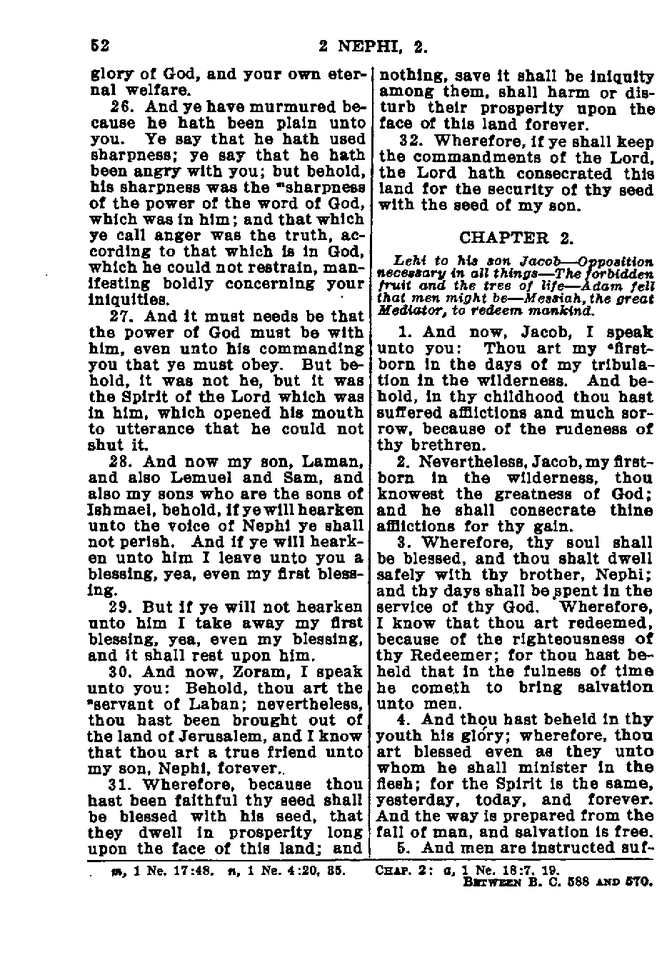 52
2 NEPHI, 2.
glory of God, and your own eter-
nal welfare.
26. And ye have murmured be-
cause he hath been plain unto
you. Ye say that he hath used
sharpness; ye say that he hath
been angry with you; but behold,
his sharpness was the ᵐsharpness
of the power of the word of God,
which was in him; and that which
ye call anger was the truth, ac-
cording to that which is in God,
which he could not restrain, man-
ifesting boldly concerning your
iniquities.
27. And it must needs be that
the power of God must be with
him, even unto his commanding
you that ye must obey. But be-
hold, it was not he, but it was
the Spirit of the Lord which was
in him, which opened his mouth
to utterance that he could not
shut it.
28. And now my son, Laman,
and also Lemuel and Sam, and
also my sons who are the sons of
Ishmael, behold, if ye will hearken
unto the voice of Nephi ye shall
not perish. And if ye will heark-
en unto him I leave unto you a
blessing, yea, even my first bless-
ing.
29. But if ye will not hearken
unto him I take away my first
blessing, yea, even my blessing,
and it shall rest upon him.
30. And now, Zoram, I speak
unto you: Behold, thou art the
ⁿservant of Laban; nevertheless,
thou hast been brought out of
the land of Jerusalem, and I know
that thou art a true friend unto
my son, Nephi, forever.
31. Wherefore, because thou
hast been faithful thy seed shall
be blessed with his seed, that
they dwell in prosperity long
upon the face of this land; and
nothing, save it shall be iniquity
among them, shall harm or dis-
turb their prosperity upon the
face of this land forever.
32. Wherefore, if ye shall keep
the commandments of the Lord,
the Lord hath consecrated this
land for the security of thy seed
with the seed of my son.
CHAPTER 2.
Lehi to his son Jacob—Opposition
necessary in all things—The forbidden
fruit and the tree of life—Adam fell
that men might be—Messiah, the great
Mediator, to redeem mankind.
1. And now, Jacob, I speak
unto you: Thou art my ᵃfirst-
born in the days of my tribula-
tion in the wilderness. And be-
hold, in thy childhood thou hast
suffered afflictions and much sor-
row, because of the rudeness of
thy brethren.
2. Nevertheless, Jacob, my first-
born in the wilderness, thou
knowest the greatness of God;
and he shall consecrate thine
afflictions for thy gain.
3. Wherefore, thy soul shall
be blessed, and thou shalt dwell
safely with thy brother, Nephi;
and thy days shall be spent in the
service of thy God. Wherefore,
I know that thou art redeemed,
because of the righteousness of
thy Redeemer; for thou hast be-
held that in the fulness of time
he cometh to bring salvation
unto men.
4. And thou hast beheld in thy
youth his glory; wherefore, thou
art blessed even as they unto
whom he shall minister in the
flesh; for the Spirit is the same,
yesterday, today, and forever.
And the way is prepared from the
fall of man, and salvation is free.
5. And men are instructed suf-
m, 1 Ne. 17:48. n, 1 Ne. 4:20, 35.
CHAP. 2: a, 1 Ne. 18:7, 19.
BETWEEN B. C. 588 AND 570.